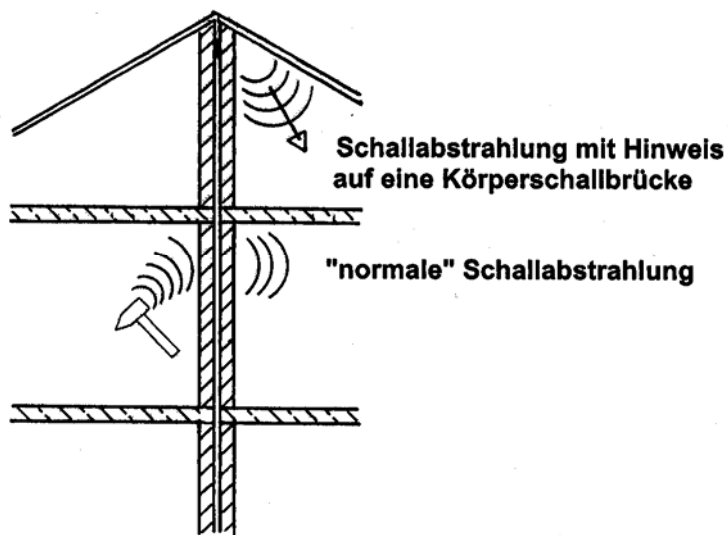 Schallabstrahlung mit Hinweis
auf eine Körperschallbrücke
"normale" Schallabstrahlung